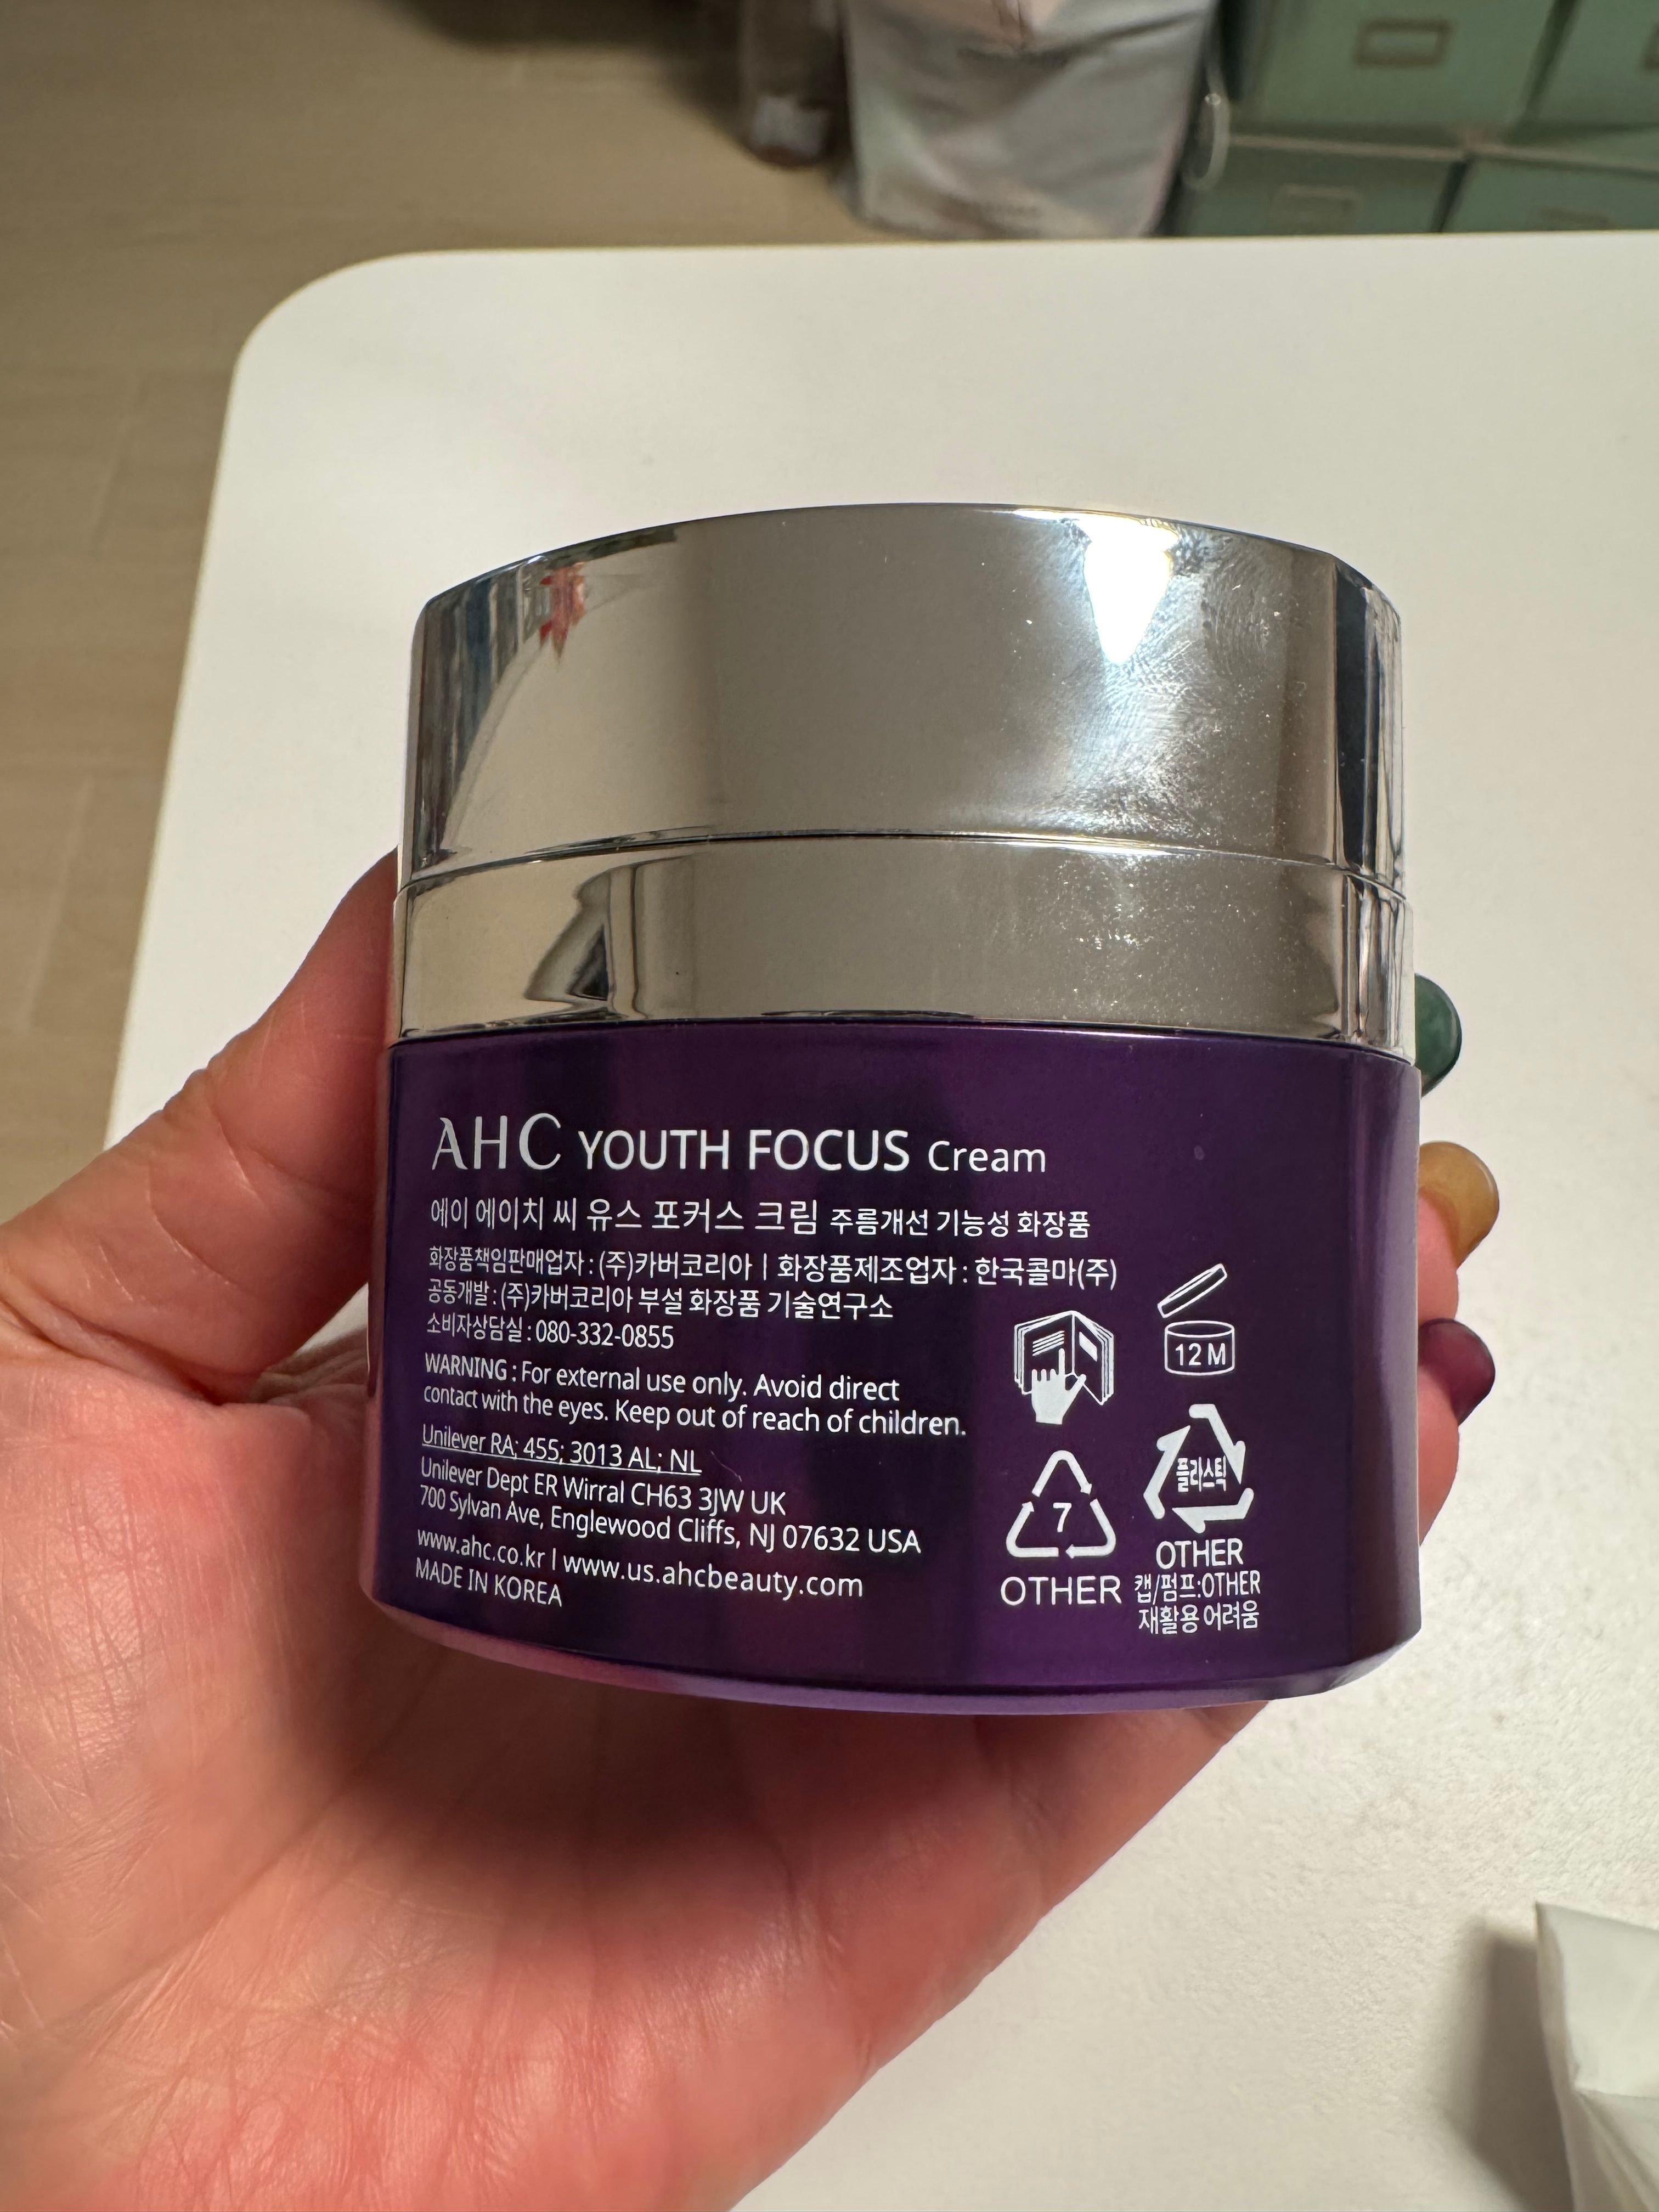 AHC YOUTH FOCUS Cream
에이 에이치 씨 유스 포커스 크림 주름개선 기능성 화장품
화장품책임판매업자 : (주)카버코리아 | 화장품제조업자 : 한국콜마(주)
공동개발 : (주)카버코리아 부설 화장품 기술연구소
소비자상담실 : 080-332-0855
WARNING : For external use only. Avoid direct
contact with the eyes. Keep out of reach of children.
Unilever RA; 455; 3013 AL; NL
Unilever Dept ER Wirral CH63 3JW UK
700 Sylvan Ave, Englewood Cliffs, NJ 07632 USA
www.ahc.co.kr | www.us.ahcbeauty.com
MADE IN KOREA
12 M
7
OTHER
플라스틱
OTHER
캡/펌프:OTHER
재활용 어려움